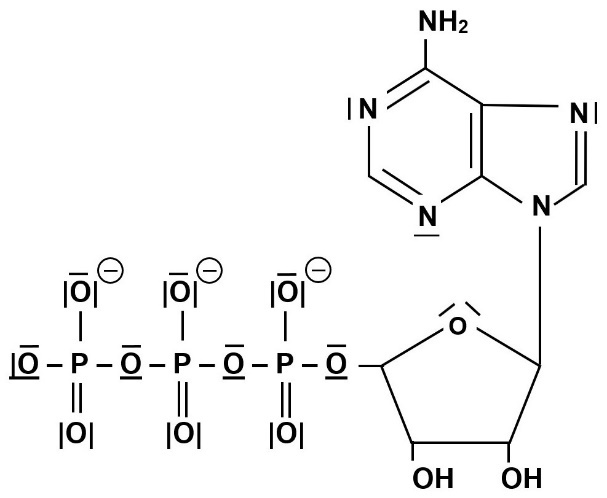 NH₂
N N
N N
O⊖ O⊖ O⊖
O
O P O P O P O
O O O
OH OH